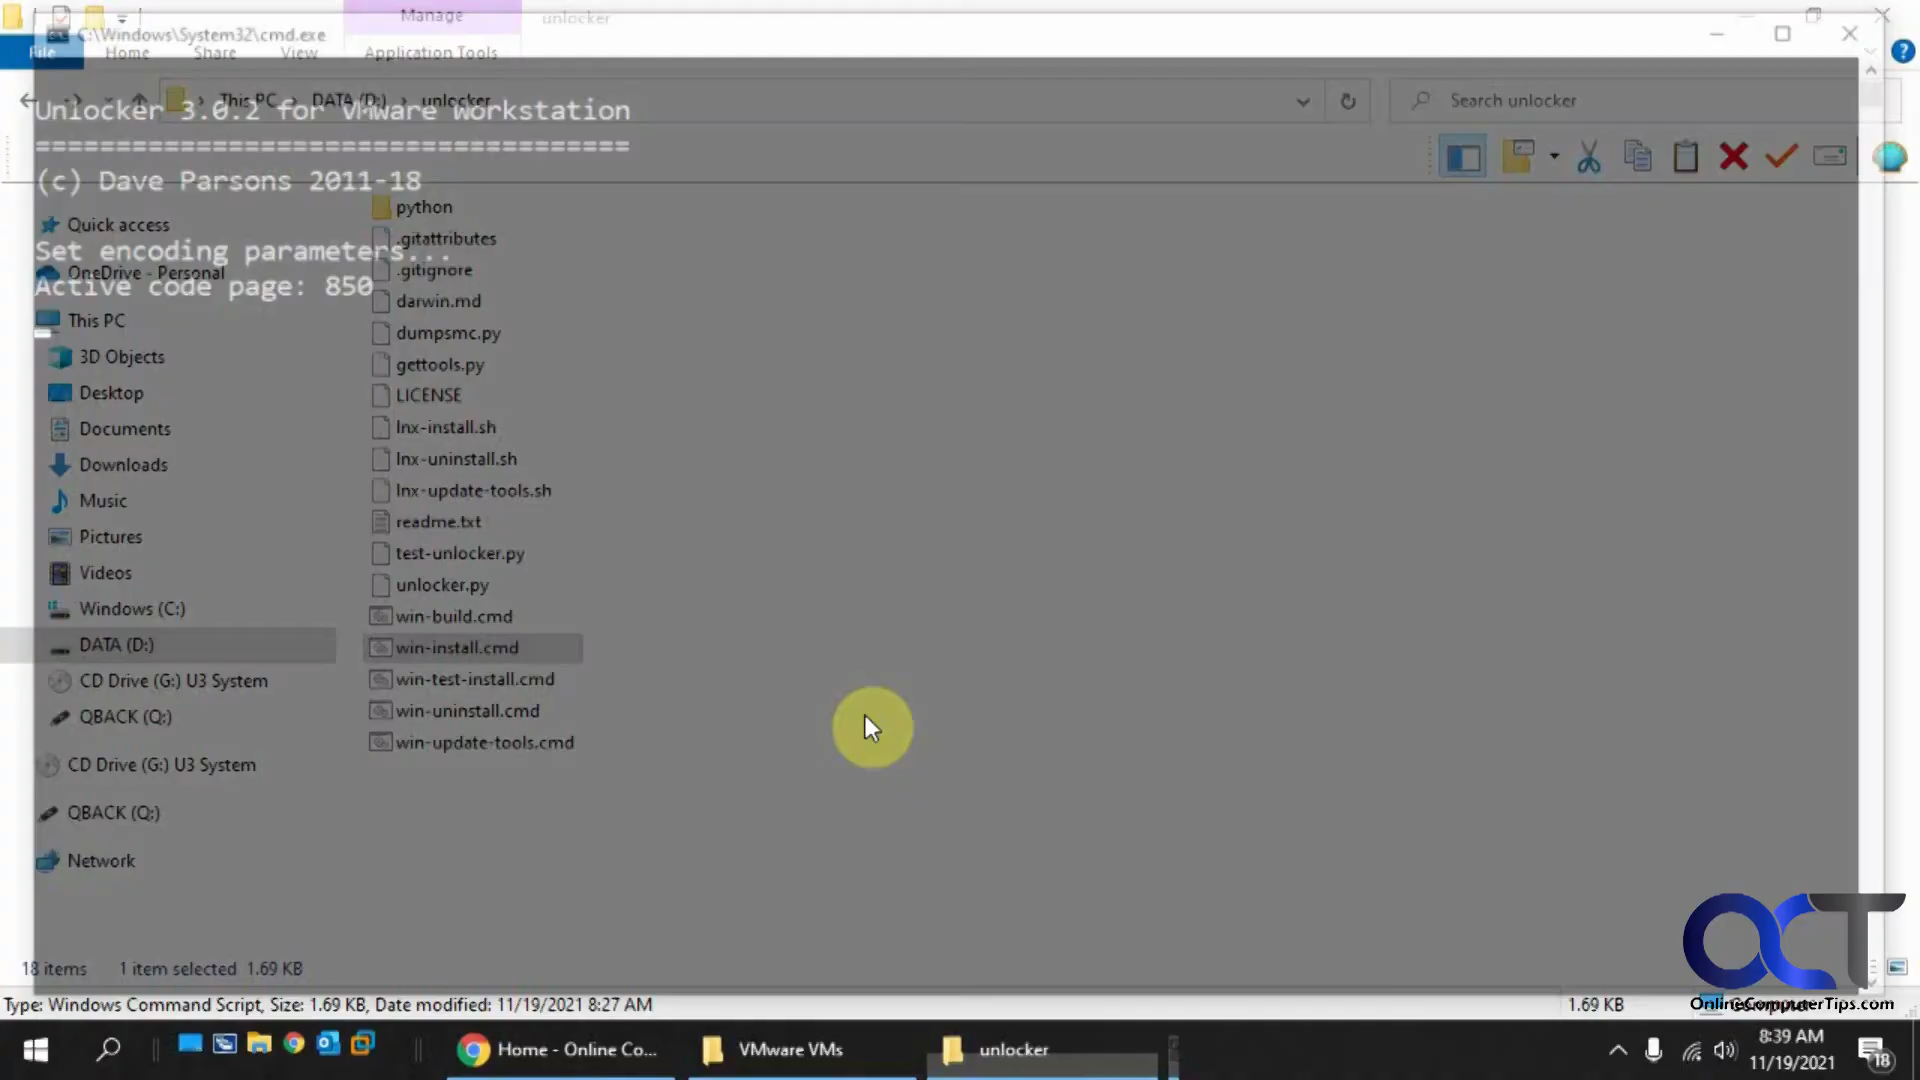 Manage
unlocker
C:\Windows\System32\cmd.exe
File
Home
Share
View
Application Tools
This PC
DATA (D:)
unlocker
Search unlocker
Unlocker 3.0.2 for VMware Workstation
=====================================
(c) Dave Parsons 2011-18
Set encoding parameters...
Active code page: 850
Quick access
OneDrive - Personal
This PC
3D Objects
Desktop
Documents
Downloads
Music
Pictures
Videos
Windows (C:)
DATA (D:)
CD Drive (G:) U3 System
QBACK (Q:)
CD Drive (G:) U3 System
QBACK (Q:)
Network
python
.gitattributes
.gitignore
darwin.md
dumpsmc.py
gettools.py
LICENSE
lnx-install.sh
lnx-uninstall.sh
lnx-update-tools.sh
readme.txt
test-unlocker.py
unlocker.py
win-build.cmd
win-install.cmd
win-test-install.cmd
win-uninstall.cmd
win-update-tools.cmd
18 items
1 item selected 1.69 KB
Type: Windows Command Script, Size: 1.69 KB, Date modified: 11/19/2021 8:27 AM
1.69 KB
Computer
OCT
OnlineComputerTips.com
Home - Online Co...
VMware VMs
unlocker
8:39 AM
11/19/2021
18